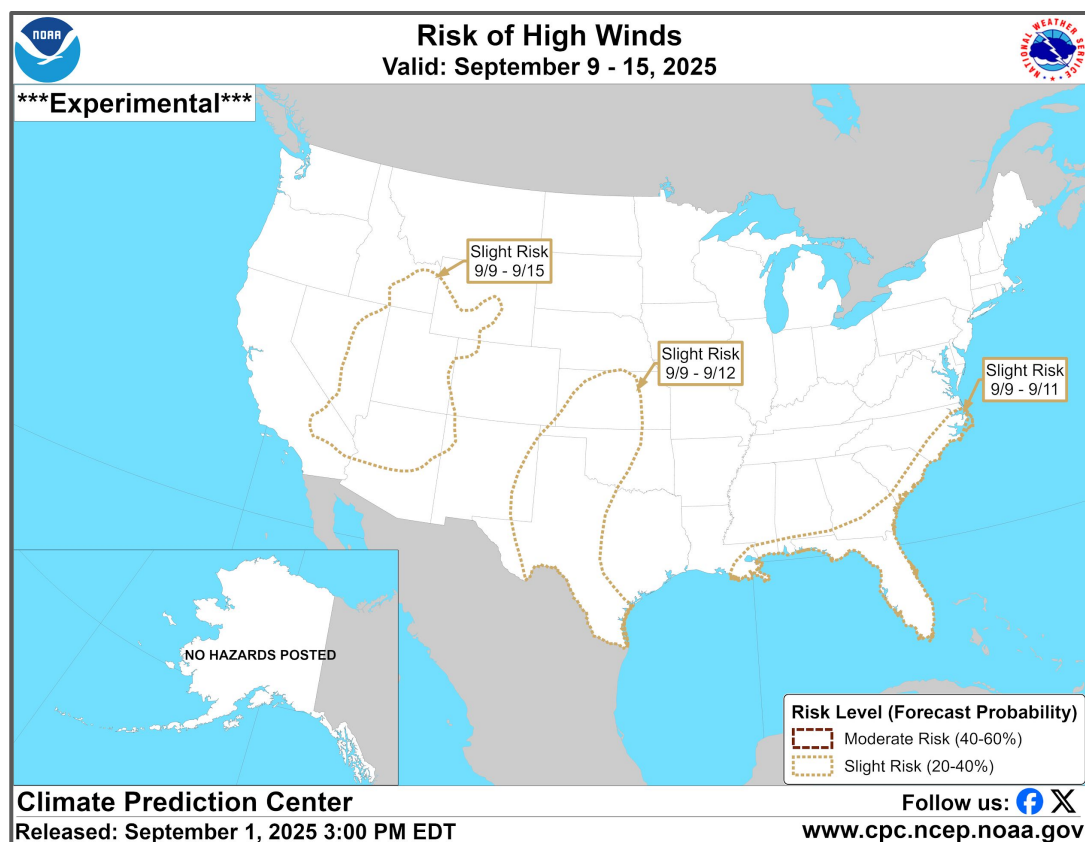 NOAA
Risk of High Winds
Valid: September 9 - 15, 2025
NATIONAL WEATHER SERVICE
***Experimental***
Slight Risk
9/9 - 9/15
Slight Risk
9/9 - 9/12
Slight Risk
9/9 - 9/11
NO HAZARDS POSTED
Risk Level (Forecast Probability)
Moderate Risk (40-60%)
Slight Risk (20-40%)
Climate Prediction Center
Follow us:
Released: September 1, 2025 3:00 PM EDT
www.cpc.ncep.noaa.gov